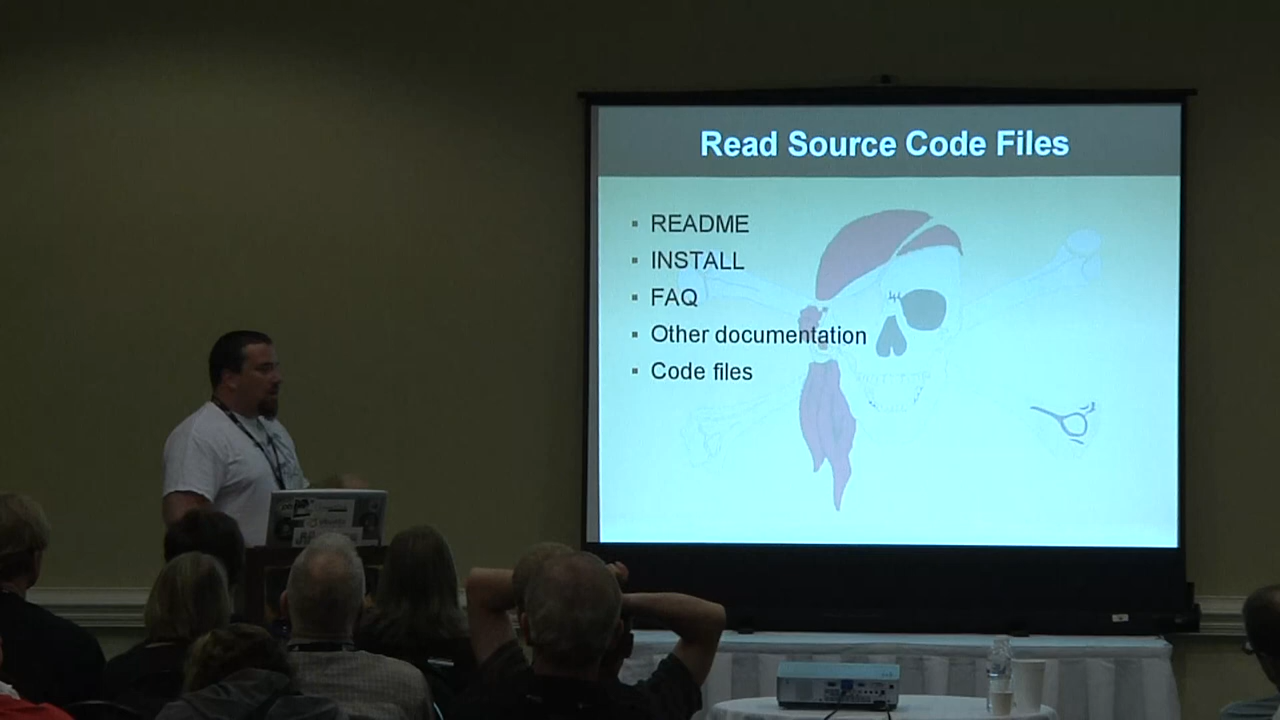 Read Source Code Files
README
INSTALL
FAQ
Other documentation
Code files